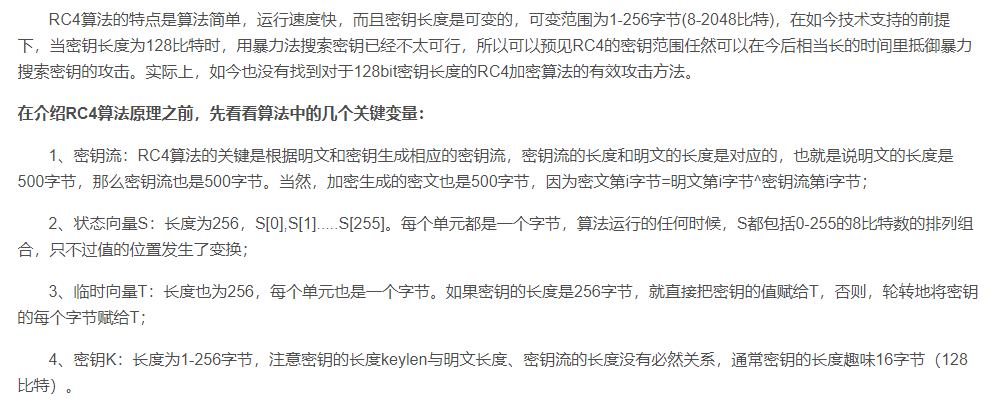 RC4算法的特点是算法简单，运行速度快，而且密钥长度是可变的，可变范围为1-256字节(8-2048比特)，在如今技术支持的前提
下，当密钥长度为128比特时，用暴力法搜索密钥已经不太可行，所以可以预见RC4的密钥范围任然可以在今后相当长的时间里抵御暴力
搜索密钥的攻击。实际上，如今也没有找到对于128bit密钥长度的RC4加密算法的有效攻击方法。
在介绍RC4算法原理之前，先看看算法中的几个关键变量：
1、密钥流：RC4算法的关键是根据明文和密钥生成相应的密钥流，密钥流的长度和明文的长度是对应的，也就是说明文的长度是
500字节，那么密钥流也是500字节。当然，加密生成的密文也是500字节，因为密文第i字节=明文第i字节^密钥流第i字节；
2、状态向量S：长度为256，S[0],S[1].....S[255]。每个单元都是一个字节，算法运行的任何时候，S都包括0-255的8比特数的排列组
合，只不过值的位置发生了变换；
3、临时向量T：长度也为256，每个单元也是一个字节。如果密钥的长度是256字节，就直接把密钥的值赋给T，否则，轮转地将密钥
的每个字节赋给T；
4、密钥K：长度为1-256字节，注意密钥的长度keylen与明文长度、密钥流的长度没有必然关系，通常密钥的长度趣味16字节（128
比特）。